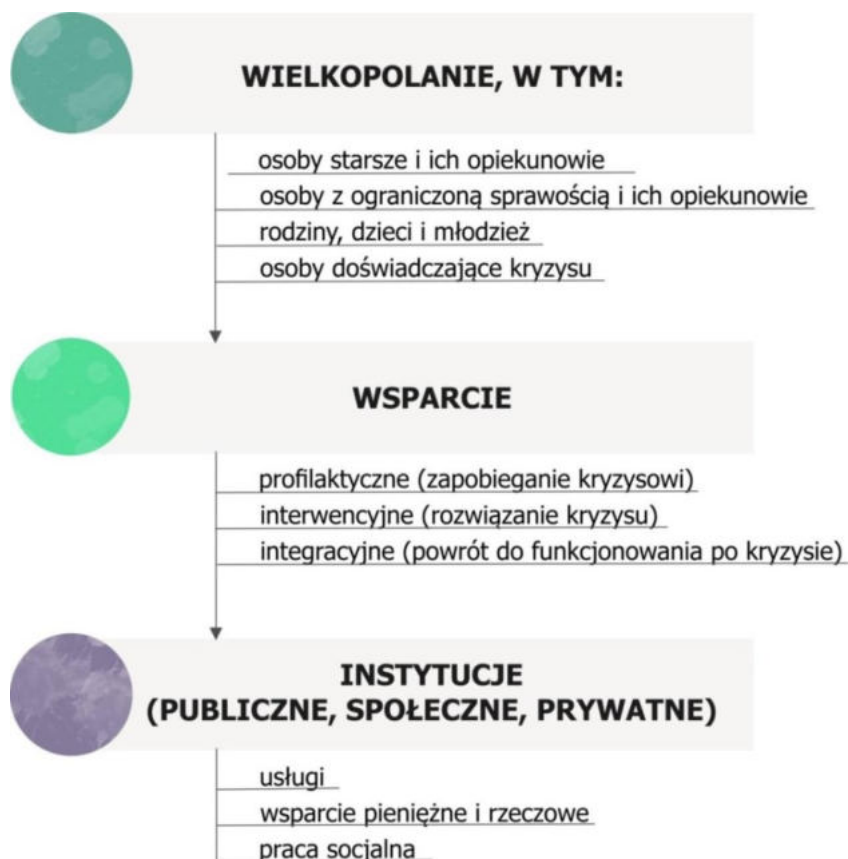 WIELKOPOLANIE, W TYM:
osoby starsze i ich opiekunowie
osoby z ograniczoną sprawością i ich opiekunowie
rodziny, dzieci i młodzież
osoby doświadczające kryzysu
WSPARCIE
profilaktyczne (zapobieganie kryzysowi)
interwencyjne (rozwiązanie kryzysu)
integracyjne (powrót do funkcjonowania po kryzysie)
INSTYTUCJE
(PUBLICZNE, SPOŁECZNE, PRYWATNE)
usługi
wsparcie pieniężne i rzeczowe
praca socjalna